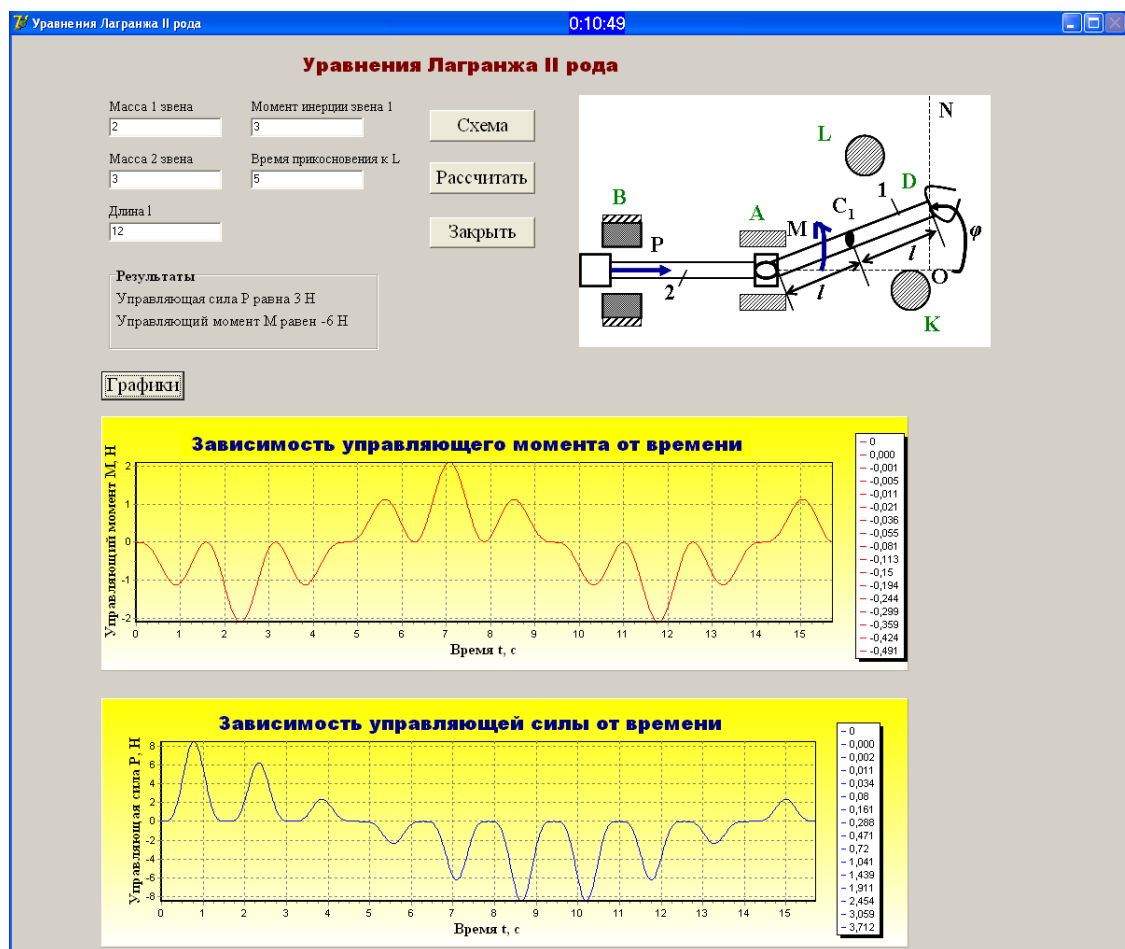 Уравнения Лагранжа II рода
0:10:49
Уравнения Лагранжа II рода
Масса 1 звена
2
Момент инерции звена 1
3
Масса 2 звена
3
Время прикосновения к L
5
Длина l
12
Схема
Рассчитать
Закрыть
Результаты
Управляющая сила P равна 3 Н
Управляющий момент М равен -6 Н
N
L
D
1
B
C1
A
M
P
φ
l
O
2
l
K
Графики
Зависимость управляющего момента от времени
Управляющий момент М, Н
2
1
0
-1
-2
0 1 2 3 4 5 6 7 8 9 10 11 12 13 14 15
Время t, с
0
0,000
-0,001
-0,005
-0,011
-0,021
-0,036
-0,055
-0,081
-0,113
-0,15
-0,194
-0,244
-0,299
-0,359
-0,424
-0,491
Зависимость управляющей силы от времени
Управляющая сила P, Н
8
6
4
2
0
-2
-4
-6
-8
0 1 2 3 4 5 6 7 8 9 10 11 12 13 14 15
Время t, с
0
0,000
0,002
0,011
0,034
0,08
0,161
0,288
0,471
0,72
1,041
1,439
1,911
2,454
3,059
3,712